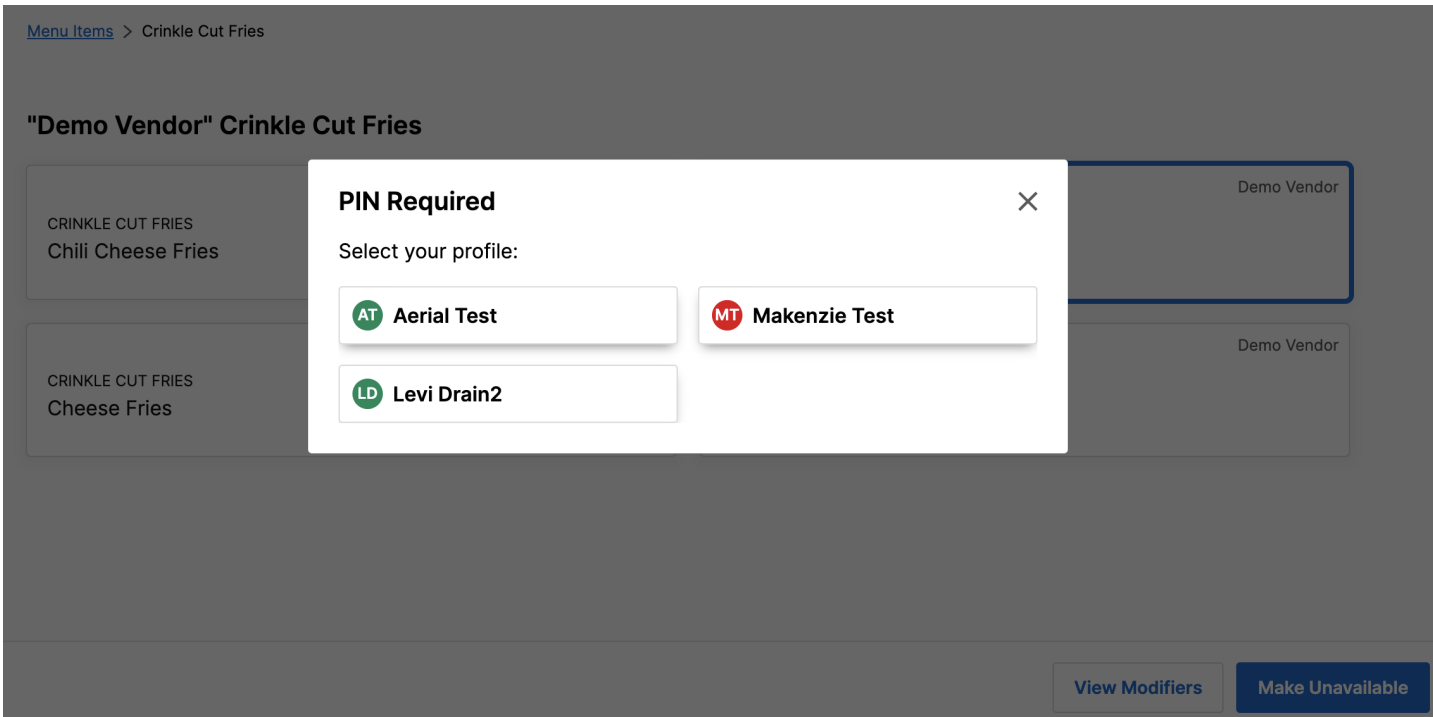 Menu Items > Crinkle Cut Fries
"Demo Vendor" Crinkle Cut Fries
CRINKLE CUT FRIES
Chili Cheese Fries
Demo Vendor
CRINKLE CUT FRIES
Cheese Fries
Demo Vendor
PIN Required
Select your profile:
AT Aerial Test
MT Makenzie Test
LD Levi Drain2
View Modifiers
Make Unavailable